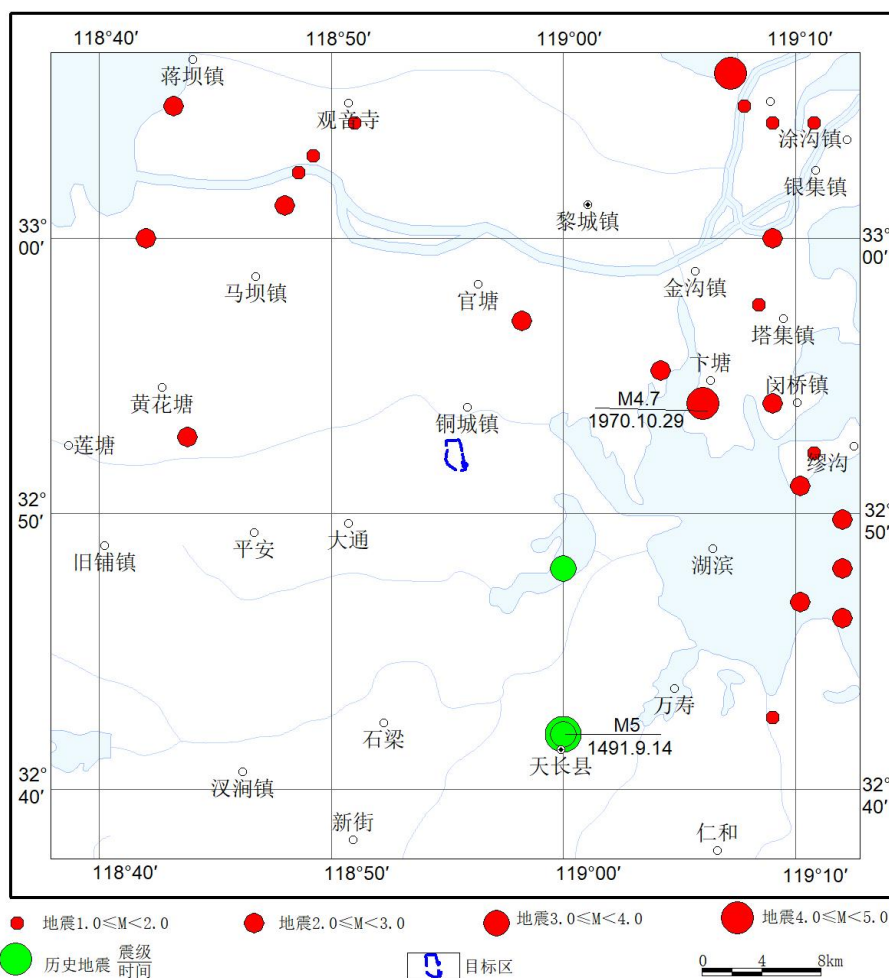 118°40′ 118°50′ 119°00′ 119°10′
蒋坝镇
观音寺
涂沟镇
银集镇
黎城镇
33°
00′
33°
00′
马坝镇
官塘
金沟镇
塔集镇
卞塘
黄花塘
M4.7
1970.10.29
闵桥镇
铜城镇
莲塘
缪沟
32°
50′
32°
50′
旧铺镇
平安
大通
湖滨
万寿
石梁
M5
1491.9.14
天长县
32°
40′
32°
40′
汊涧镇
新街
仁和
118°40′ 118°50′ 119°00′ 119°10′
地震1.0≤M<2.0 地震2.0≤M<3.0 地震3.0≤M<4.0 地震4.0≤M<5.0
历史地震 震级
时间
目标区
0 4 8km